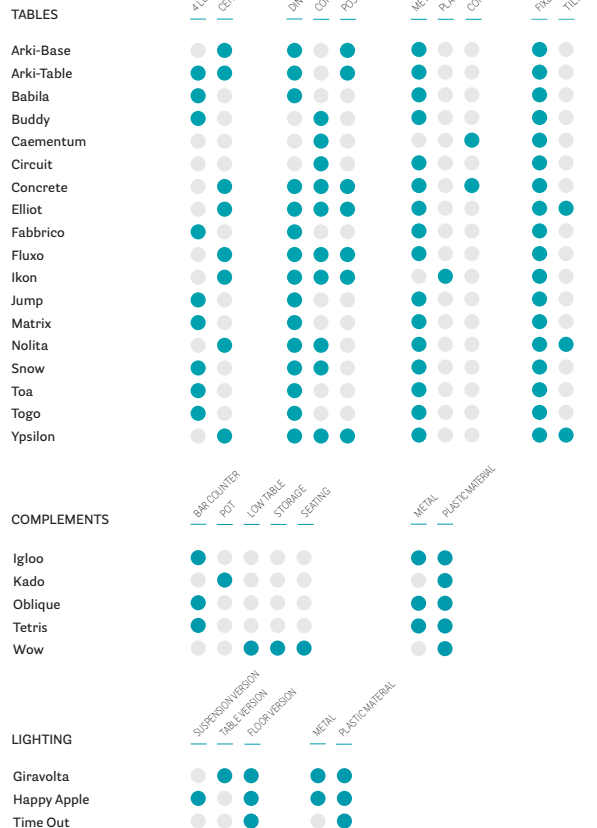 TABLES
Arki-Base
Arki-Table
Babila
Buddy
Caementum
Circuit
Concrete
Elliot
Fabbrico
Fluxo
Ikon
Jump
Matrix
Nolita
Snow
Toa
Togo
Ypsilon
COMPLEMENTS
BAR COUNTER
POT
LOW TABLE
STORAGE
SEATING
METAL
PLASTIC MATERIAL
Igloo
Kado
Oblique
Tetris
Wow
LIGHTING
SUSPENSION VERSION
TABLE VERSION
FLOOR VERSION
METAL
PLASTIC MATERIAL
Giravolta
Happy Apple
Time Out